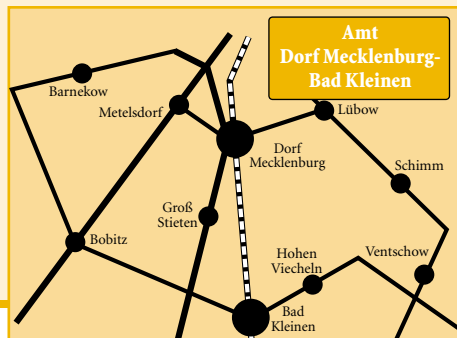 Amt
Dorf Mecklenburg-
Bad Kleinen
Barnekow
Metelsdorf
Lübow
Dorf
Mecklenburg
Schimm
Groß
Stieten
Bobitz
Hohen
Viecheln
Ventschow
Bad
Kleinen